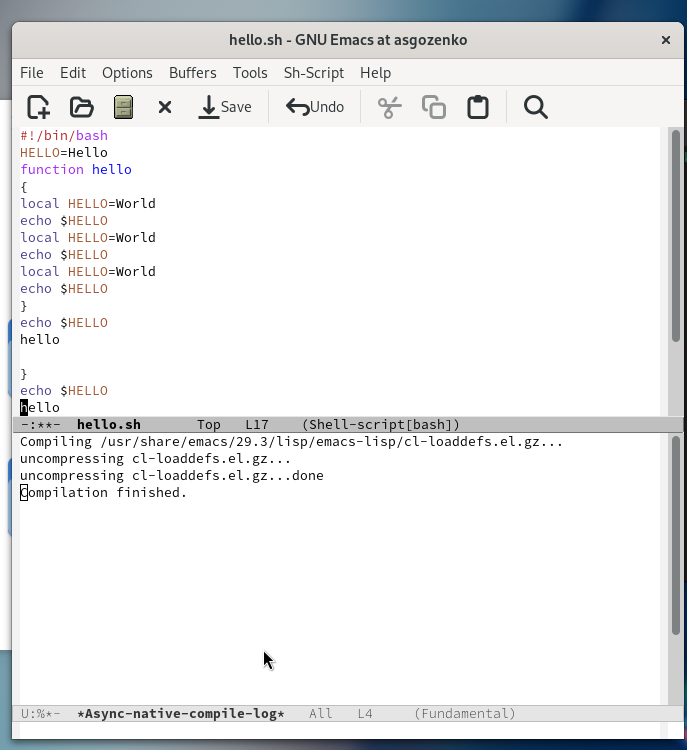 hello.sh - GNU Emacs at asgozenko ×
File Edit Options Buffers Tools Sh-Script Help
Save Undo
#!/bin/bash
HELLO=Hello
function hello
{
local HELLO=World
echo $HELLO
local HELLO=World
echo $HELLO
local HELLO=World
echo $HELLO
}
echo $HELLO
hello
}
echo $HELLO
hello
-:**- hello.sh Top L17 (Shell-script[bash])
Compiling /usr/share/emacs/29.3/lisp/emacs-lisp/cl-loaddefs.el.gz...
uncompressing cl-loaddefs.el.gz...
uncompressing cl-loaddefs.el.gz...done
Compilation finished.
U:%*- *Async-native-compile-log* All L4 (Fundamental)